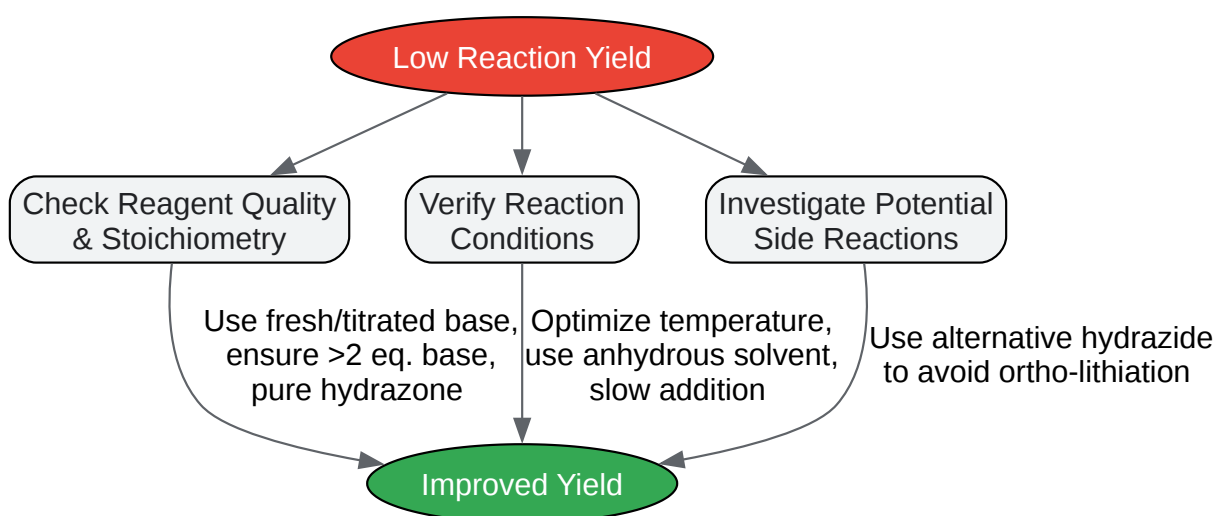 Low Reaction Yield
Check Reagent Quality
& Stoichiometry
Verify Reaction
Conditions
Investigate Potential
Side Reactions
Use fresh/titrated base,
ensure >2 eq. base,
pure hydrazone
Optimize temperature,
use anhydrous solvent,
slow addition
Use alternative hydrazide
to avoid ortho-lithiation
Improved Yield